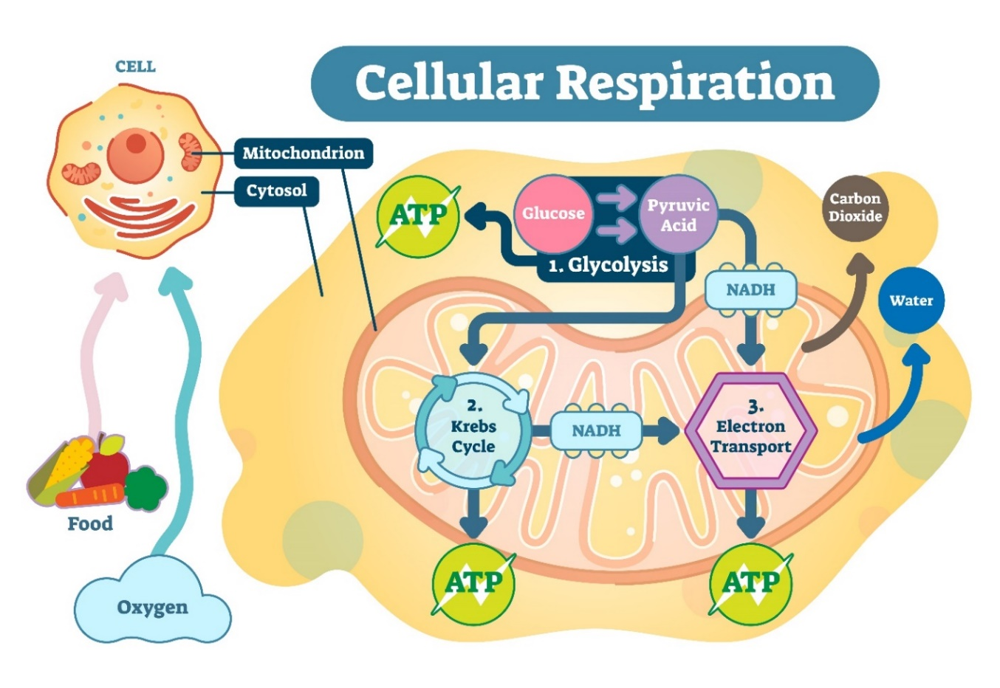 Cellular Respiration
CELL
Mitochondrion
Cytosol
ATP
Glucose
Pyruvic
Acid
1. Glycolysis
Carbon
Dioxide
NADH
Water
2.
Krebs
Cycle
NADH
3.
Electron
Transport
Food
ATP
ATP
Oxygen